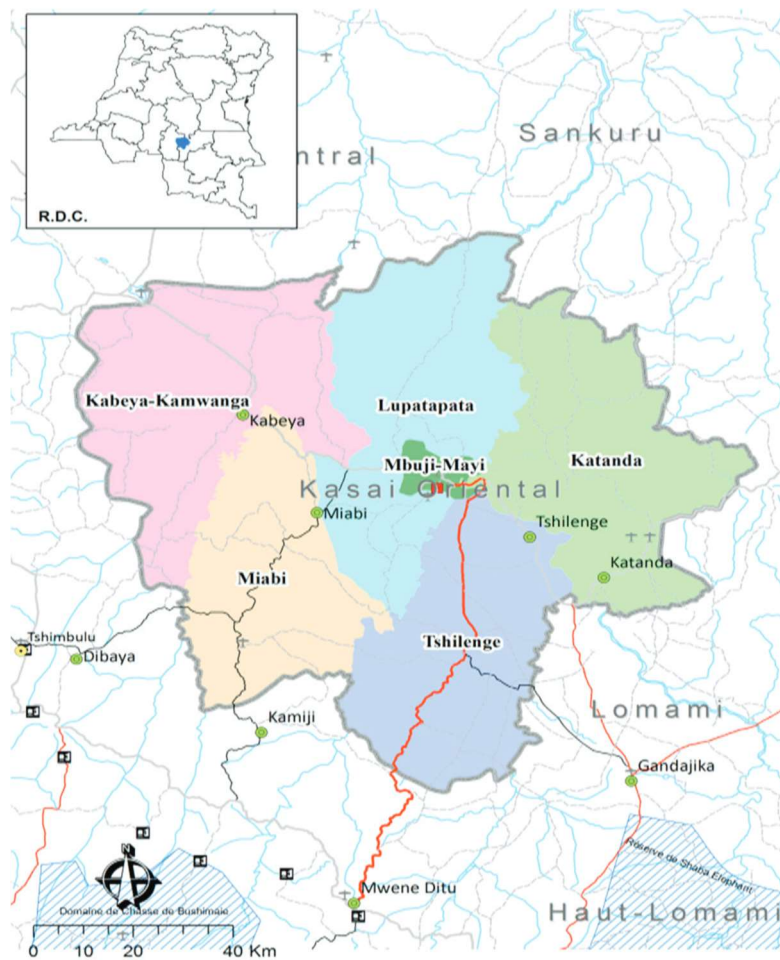 R.D.C.
ntral
Sankuru
Kabeya-Kamwanga
Kabeya
Lupatapata
Mbuji-Mayi
Katanda
Kasai Oriental
Miabi
Tshilenge
Katanda
Miabi
Tshilenge
Tshimbulu
Dibaya
Kamiji
Lomami
Gandajika
Réserve de Shaba Elephant
Mwene Ditu
N
Domaine de Chasse de Bushimaie
Haut-Lomami
0 10 20 40 Km